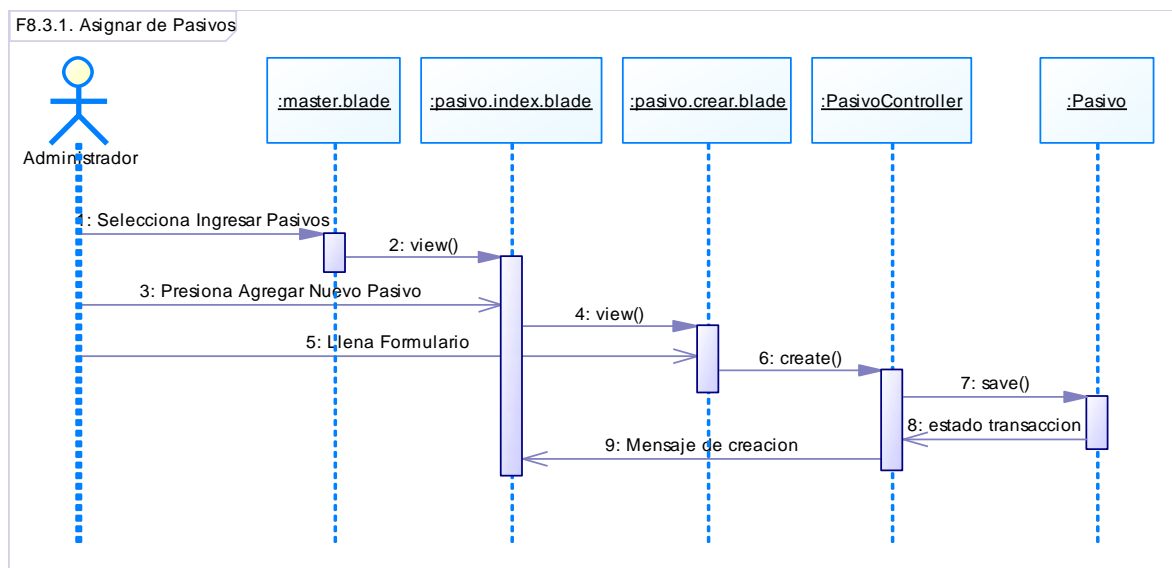 F8.3.1. Asignar de Pasivos
:master.blade
:pasivo.index.blade
:pasivo.crear.blade
:PasivoController
:Pasivo
Administrador
1: Selecciona Ingresar Pasivos
2: view()
3: Presiona Agregar Nuevo Pasivo
4: view()
5: Llena Formulario
6: create()
7: save()
8: estado transaccion
9: Mensaje de creacion